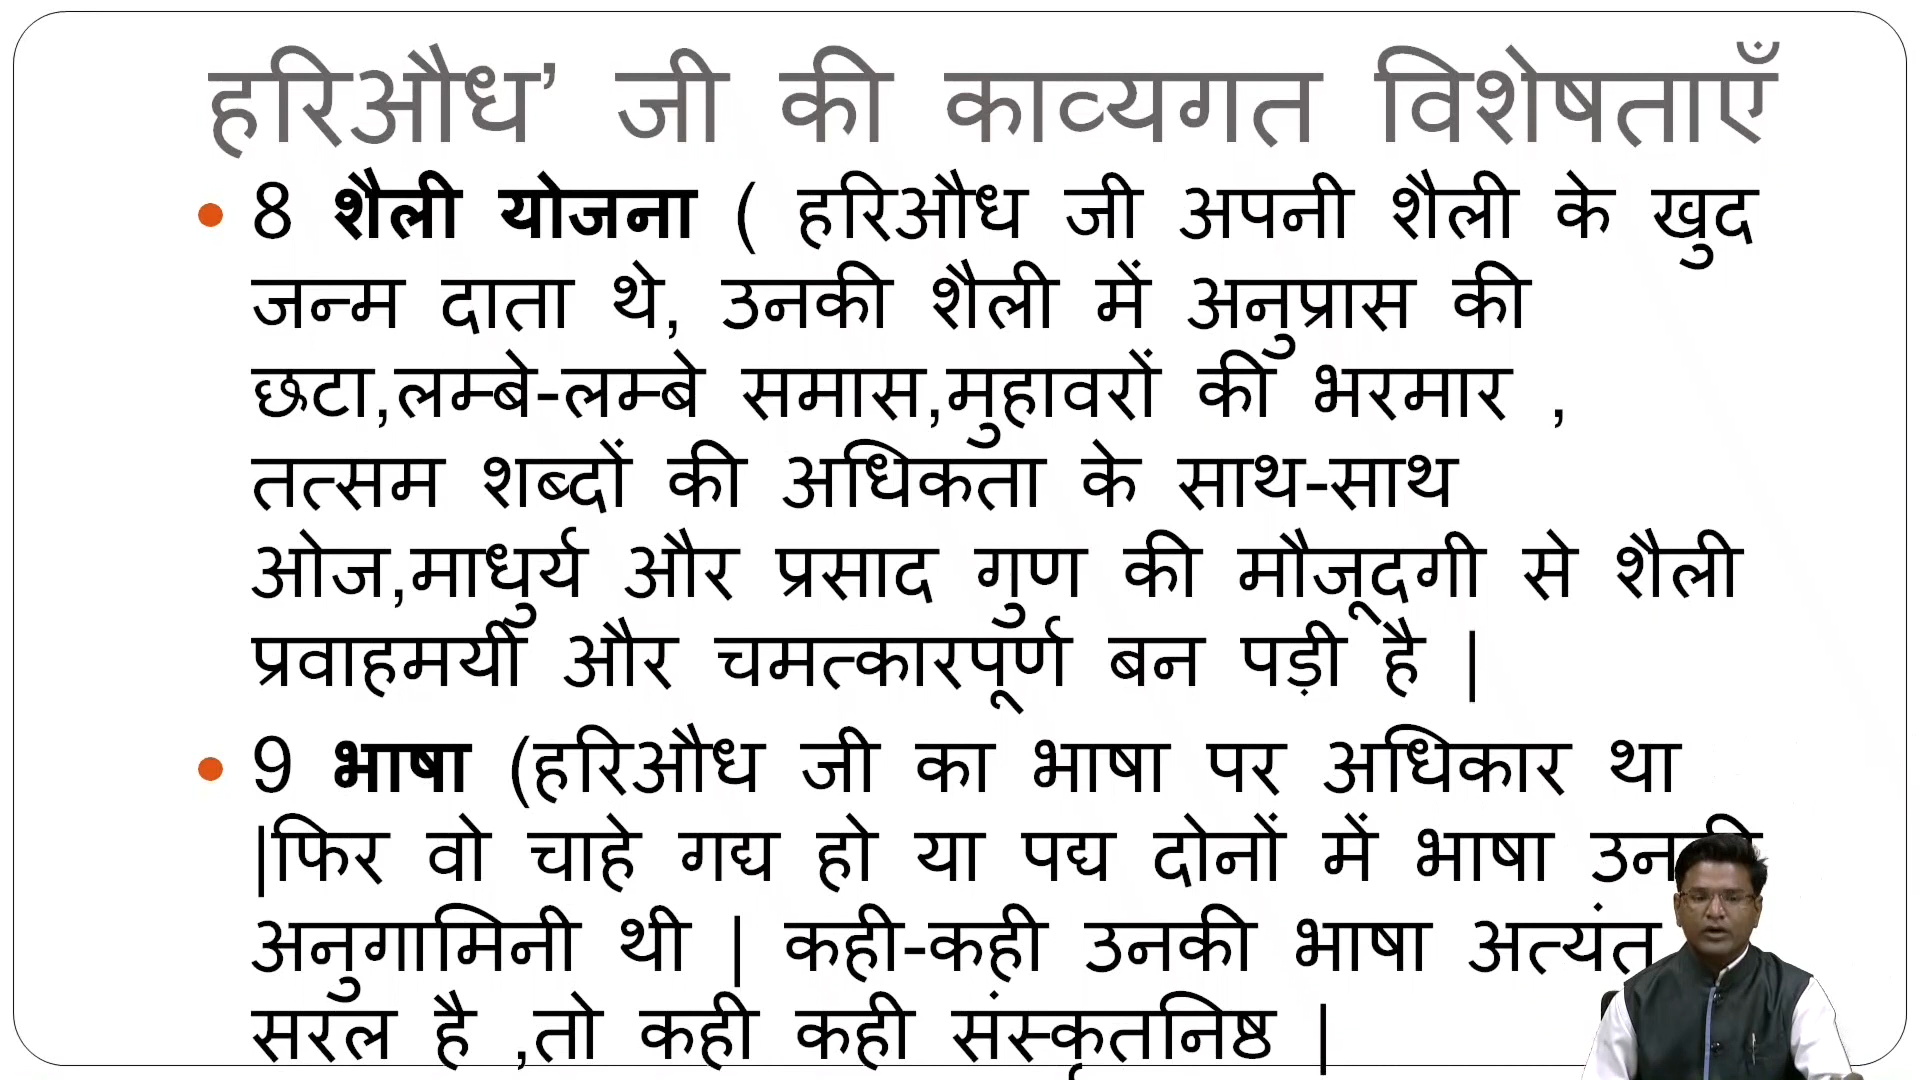 हरिऔध’ जी की काव्यगत विशेषताएँ
8 शैली योजना ( हरिऔध जी अपनी शैली के खुद
जन्म दाता थे, उनकी शैली में अनुप्रास की
छटा,लम्बे-लम्बे समास,मुहावरों की भरमार ,
तत्सम शब्दों की अधिकता के साथ-साथ
ओज,माधुर्य और प्रसाद गुण की मौजूदगी से शैली
प्रवाहमयी और चमत्कारपूर्ण बन पड़ी है |
9 भाषा (हरिऔध जी का भाषा पर अधिकार था
|फिर वो चाहे गद्य हो या पद्य दोनों में भाषा
अनुगामिनी थी | कही-कही उनकी भाषा अत्यंत
सरल है ,तो कही कही संस्कृतनिष्ठ |